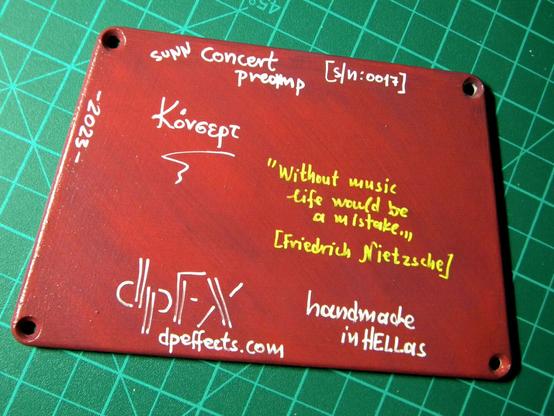 sunn Concert
preamp
[s/n:0017]
-2023-
Κόνσερτ
"Without music
life would be
a mistake...
[Friedrich Nietzsche]
dpFX
dpeffects.com
handmade
in HELLas